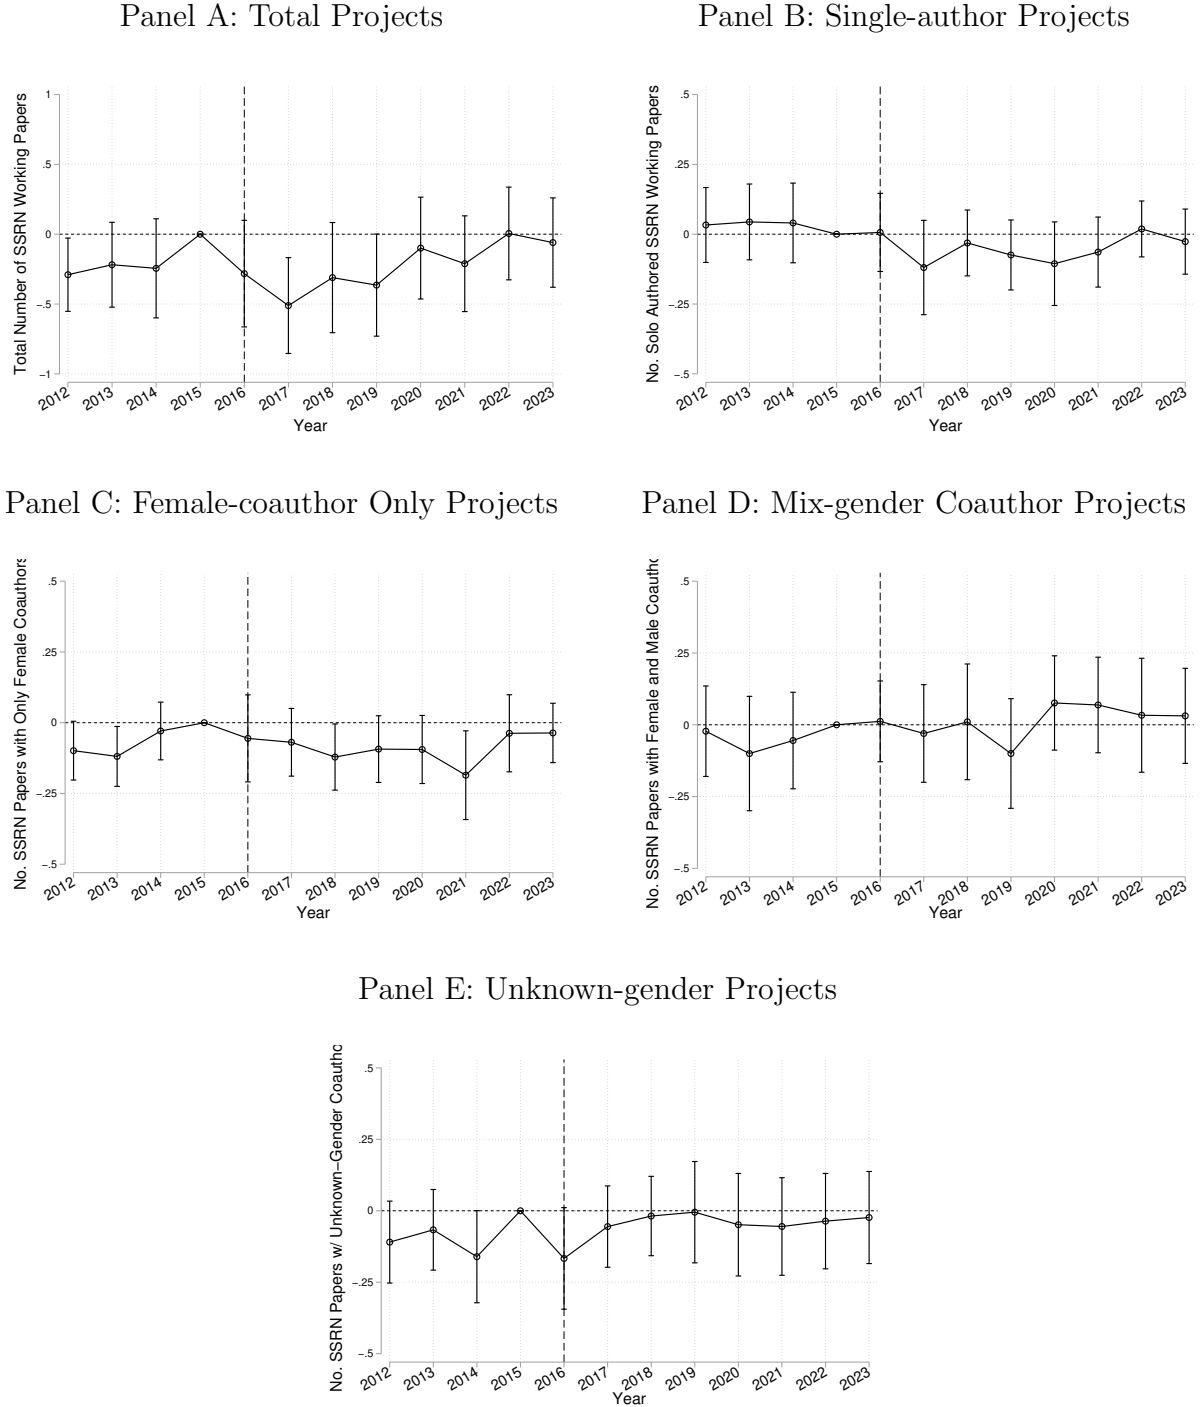 Panel A: Total Projects
Total Number of SSRN Working Papers
1
.5
0
−.5
−1
2012 2013 2014 2015 2016 2017 2018 2019 2020 2021 2022 2023
Year
Panel B: Single-author Projects
No. Solo Authored SSRN Working Papers
.5
.25
0
−.25
−.5
2012 2013 2014 2015 2016 2017 2018 2019 2020 2021 2022 2023
Year
Panel C: Female-coauthor Only Projects
No. SSRN Papers with Only Female Coauthors
.5
.25
0
−.25
−.5
2012 2013 2014 2015 2016 2017 2018 2019 2020 2021 2022 2023
Year
Panel D: Mix-gender Coauthor Projects
No. SSRN Papers with Female and Male Coautho
.5
.25
0
−.25
−.5
2012 2013 2014 2015 2016 2017 2018 2019 2020 2021 2022 2023
Year
Panel E: Unknown-gender Projects
No. SSRN Papers w/ Unknown−Gender Coautho
.5
.25
0
−.25
−.5
2012 2013 2014 2015 2016 2017 2018 2019 2020 2021 2022 2023
Year